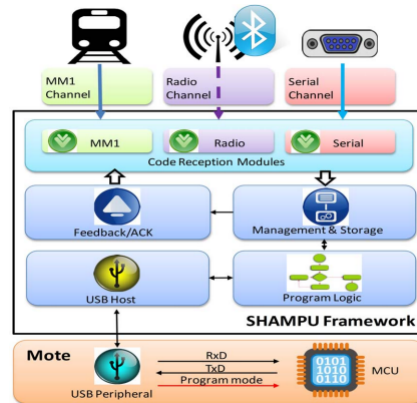 MM1
Channel
Radio
Channel
Serial
Channel
MM1
Radio
Serial
Code Reception Modules
Feedback/ACK
Management & Storage
USB Host
Program Logic
SHAMPU Framework
Mote
RxD
TxD
Program mode
USB Peripheral
0101
1010
0110
MCU